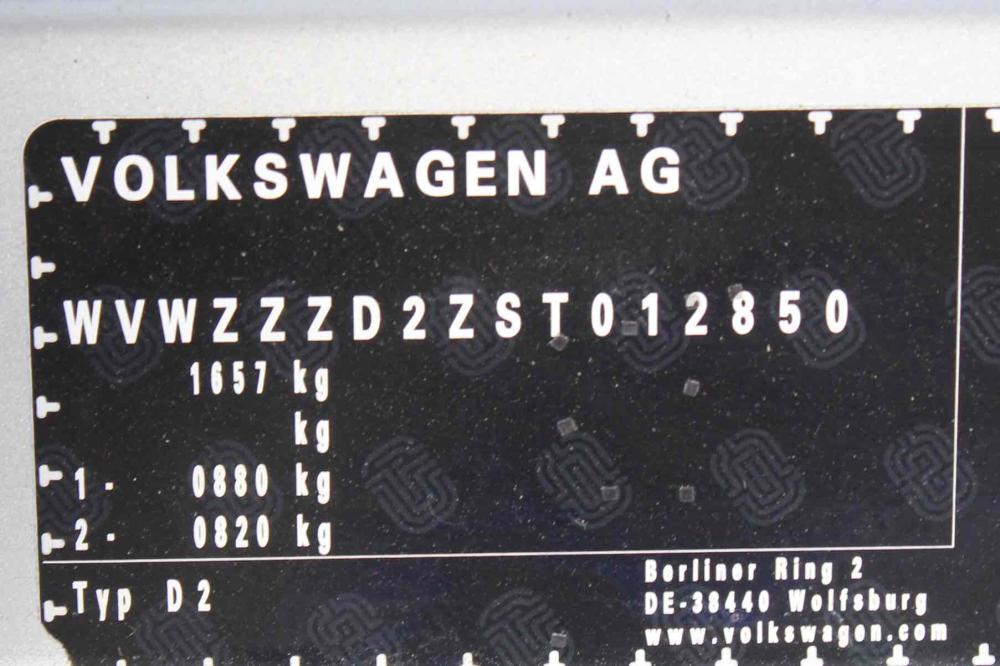 VOLKSWAGEN AG
WVWZZZD2ZST012850
1657 kg
kg
1- 0880 kg
2- 0820 kg
Typ D2
Berliner Ring 2
DE-38440 Wolfsburg
www.volkswagen.com